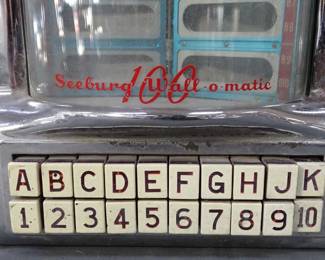 Seeburg 100 Wall-o-matic
A B C D E F G H J K
1 2 3 4 5 6 7 8 9 10